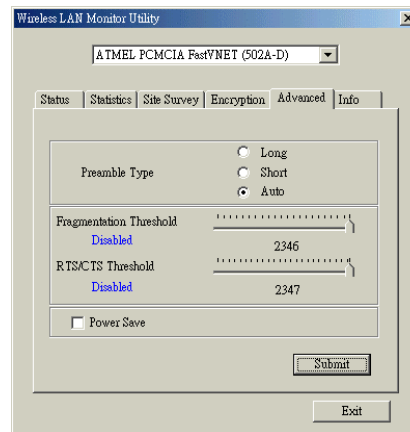 Wireless LAN Monitor Utility
ATMEL PCMCIA FastVNET (502A-D)
Status Statistics Site Survey Encryption Advanced Info
Long
Preamble Type Short
Auto
Fragmentation Threshold
Disabled 2346
RTS/CTS Threshold
Disabled 2347
Power Save
Submit
Exit